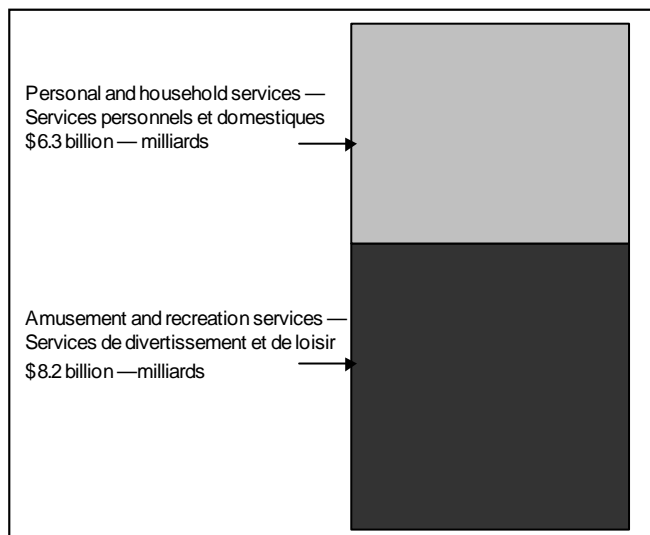 Personal and household services —
Services personnels et domestiques
$6.3 billion — milliards
Amusement and recreation services —
Services de divertissement et de loisir
$8.2 billion —milliards